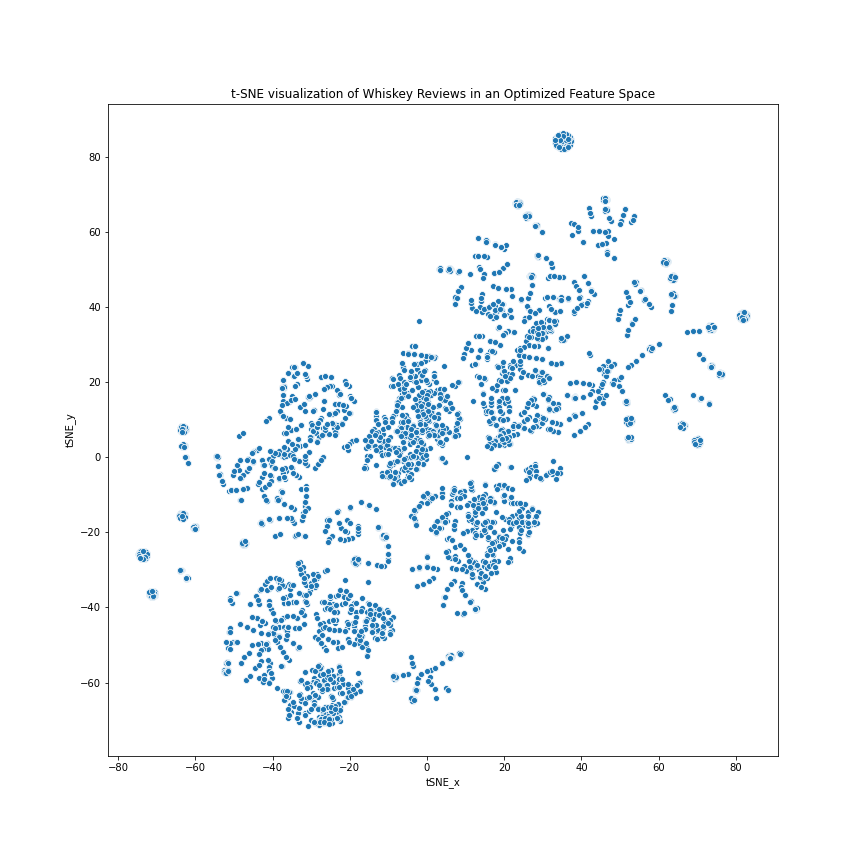 t-SNE visualization of Whiskey Reviews in an Optimized Feature Space
80
60
40
20
0
−20
−40
−60
tSNE_y
−80 −60 −40 −20 0 20 40 60 80
tSNE_x